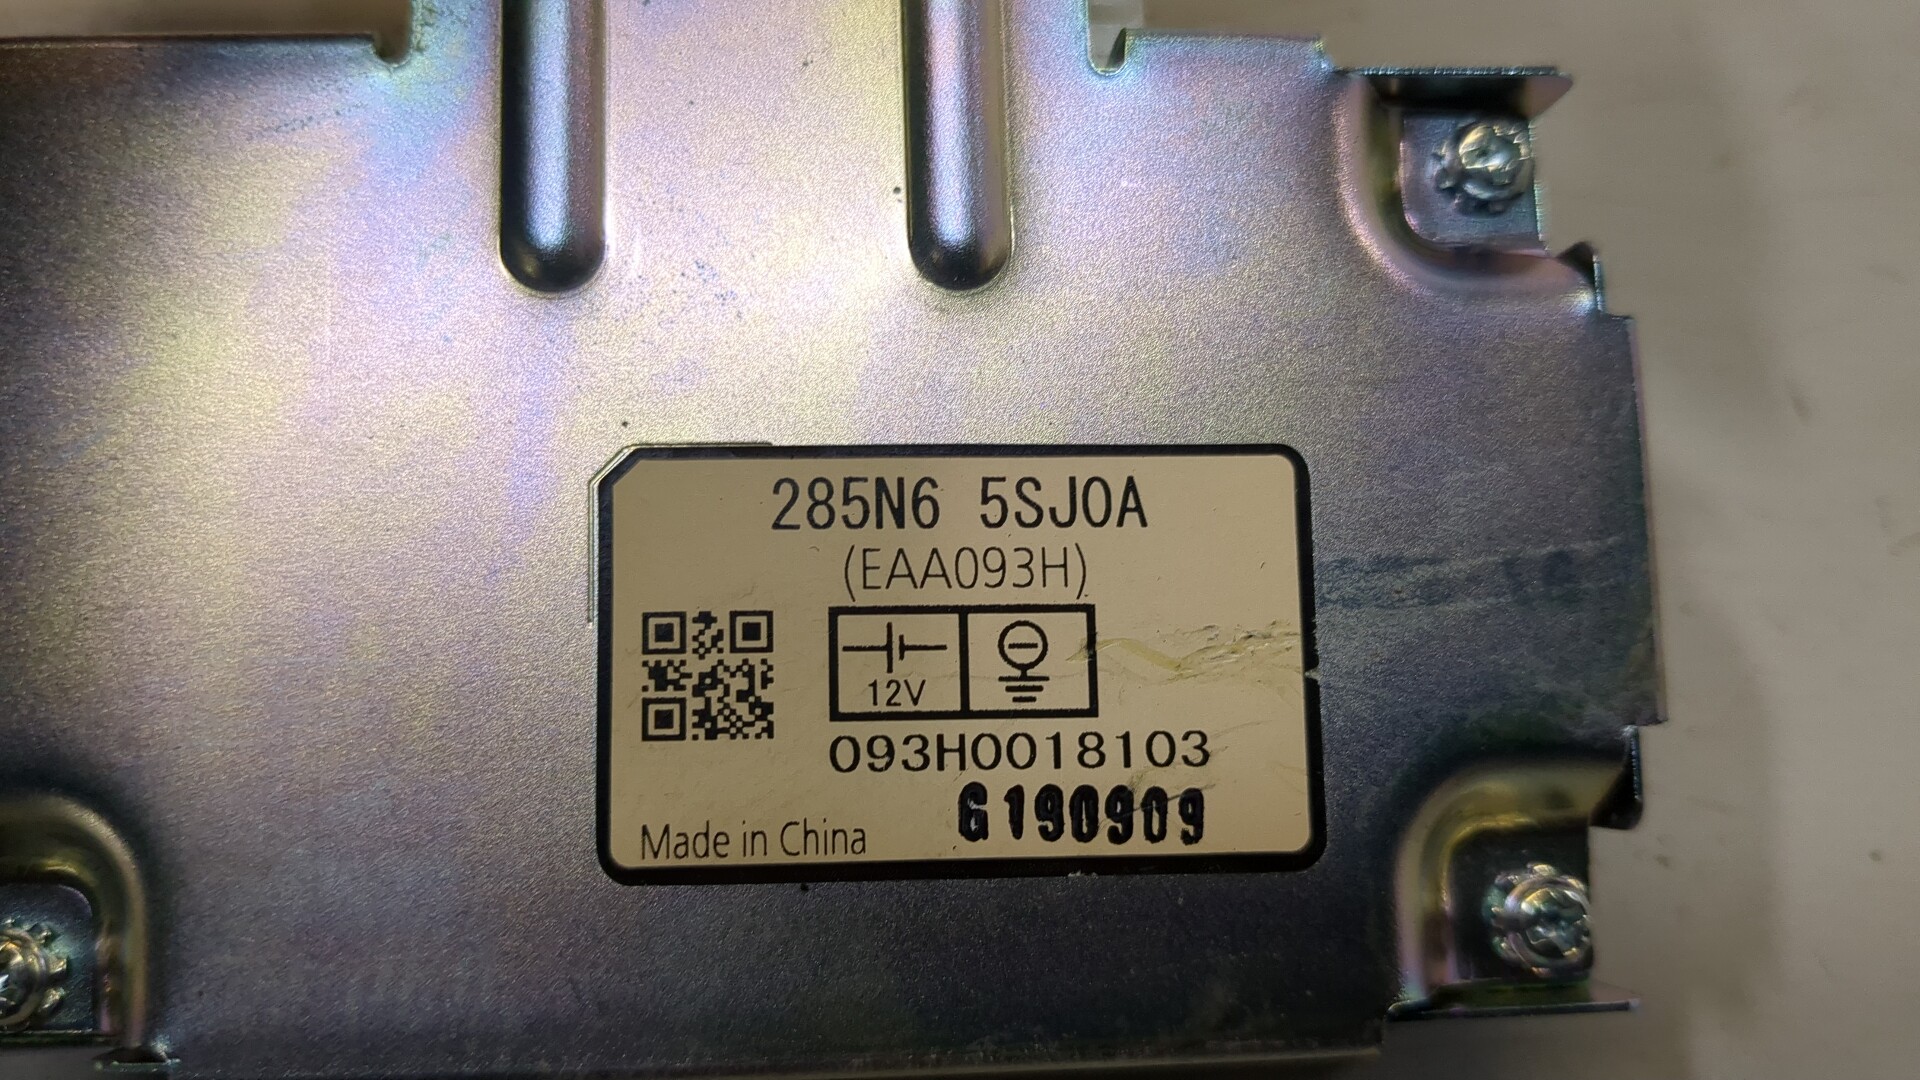 285N6 5SJ0A
(EAA093H)
12V
093H0018103
G190909
Made in China